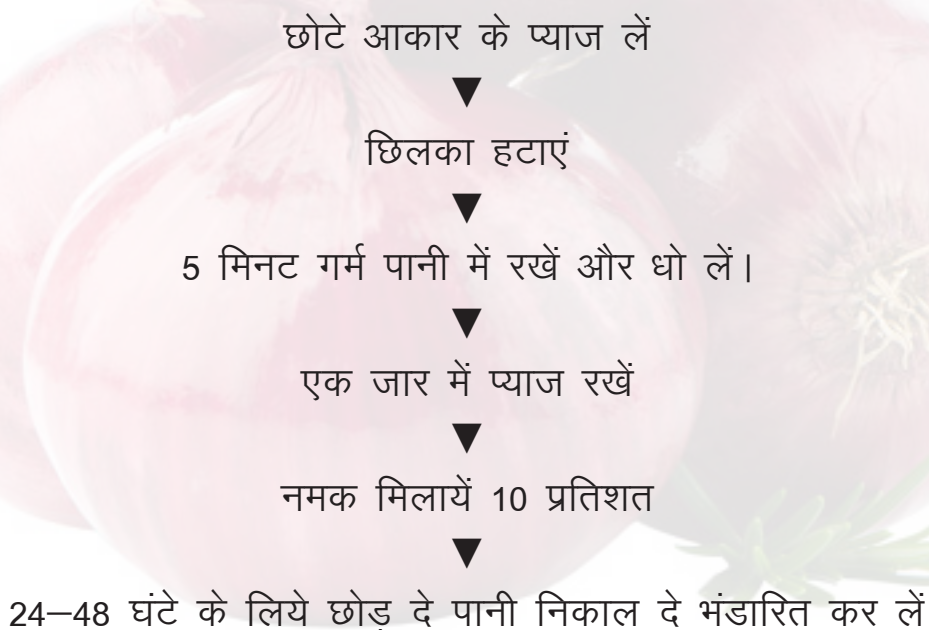 छोटे आकार के प्याज लें
▼
छिलका हटाएं
▼
5 मिनट गर्म पानी में रखें और धो लें।
▼
एक जार में प्याज रखें
▼
नमक मिलायें 10 प्रतिशत
▼
24–48 घंटे के लिये छोड़ दे पानी निकाल दे भंडारित कर लें